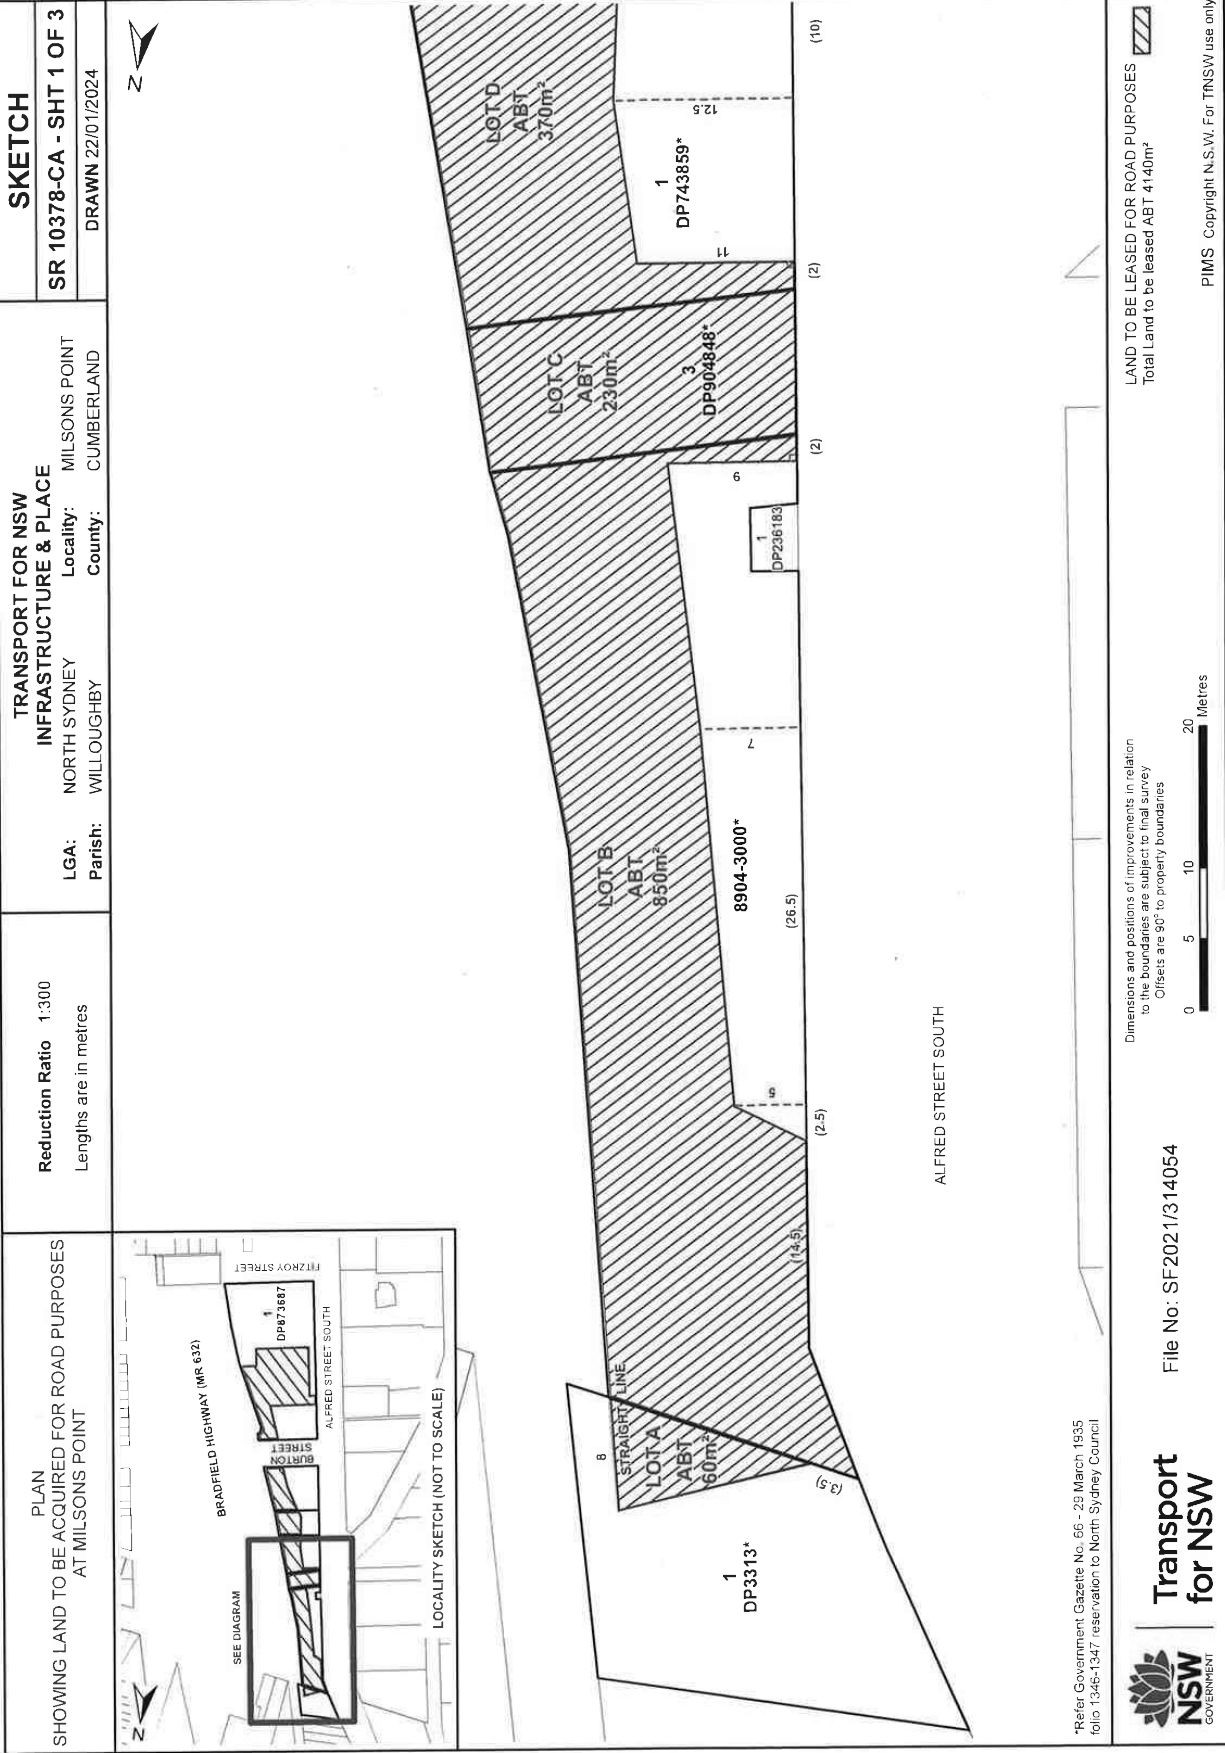 PLAN
SHOWING LAND TO BE ACQUIRED FOR ROAD PURPOSES
AT MILSONS POINT
Reduction Ratio 1:300
Lengths are in metres
TRANSPORT FOR NSW
INFRASTRUCTURE & PLACE
LGA: NORTH SYDNEY Locality: MILSONS POINT
Parish: WILLOUGHBY County: CUMBERLAND
SKETCH
SR 10378-CA - SHT 1 OF 3
DRAWN 22/01/2024
N
SEE DIAGRAM
BRADFIELD HIGHWAY (MR 632)
BURTON
STREET
FITZROY STREET
1
DP873687
ALFRED STREET SOUTH
LOCALITY SKETCH (NOT TO SCALE)
N
8
STRAIGHT LINE
LOT A
ABT
60m²
(3.5)
1
DP3313*
(14.5)
(2.5)
5
LOT B
ABT
850m²
8904-3000*
(26.5)
7
1
DP236183
9
(2)
LOT C
ABT
230m²
3
DP904848*
(2)
11
LOT D
ABT
370m²
1
DP743859*
12.5
(10)
ALFRED STREET SOUTH
*Refer Government Gazette No. 66 - 29 March 1935
folio 1346-1347 reservation to North Sydney Council
Dimensions and positions of improvements in relation
to the boundaries are subject to final survey
Offsets are 90° to property boundaries
0 5 10 20
Metres
LAND TO BE LEASED FOR ROAD PURPOSES
Total Land to be leased ABT 4140m²
NSW
GOVERNMENT
Transport
for NSW
File No: SF2021/314054
PIMS Copyright N.S.W. For TfNSW use only